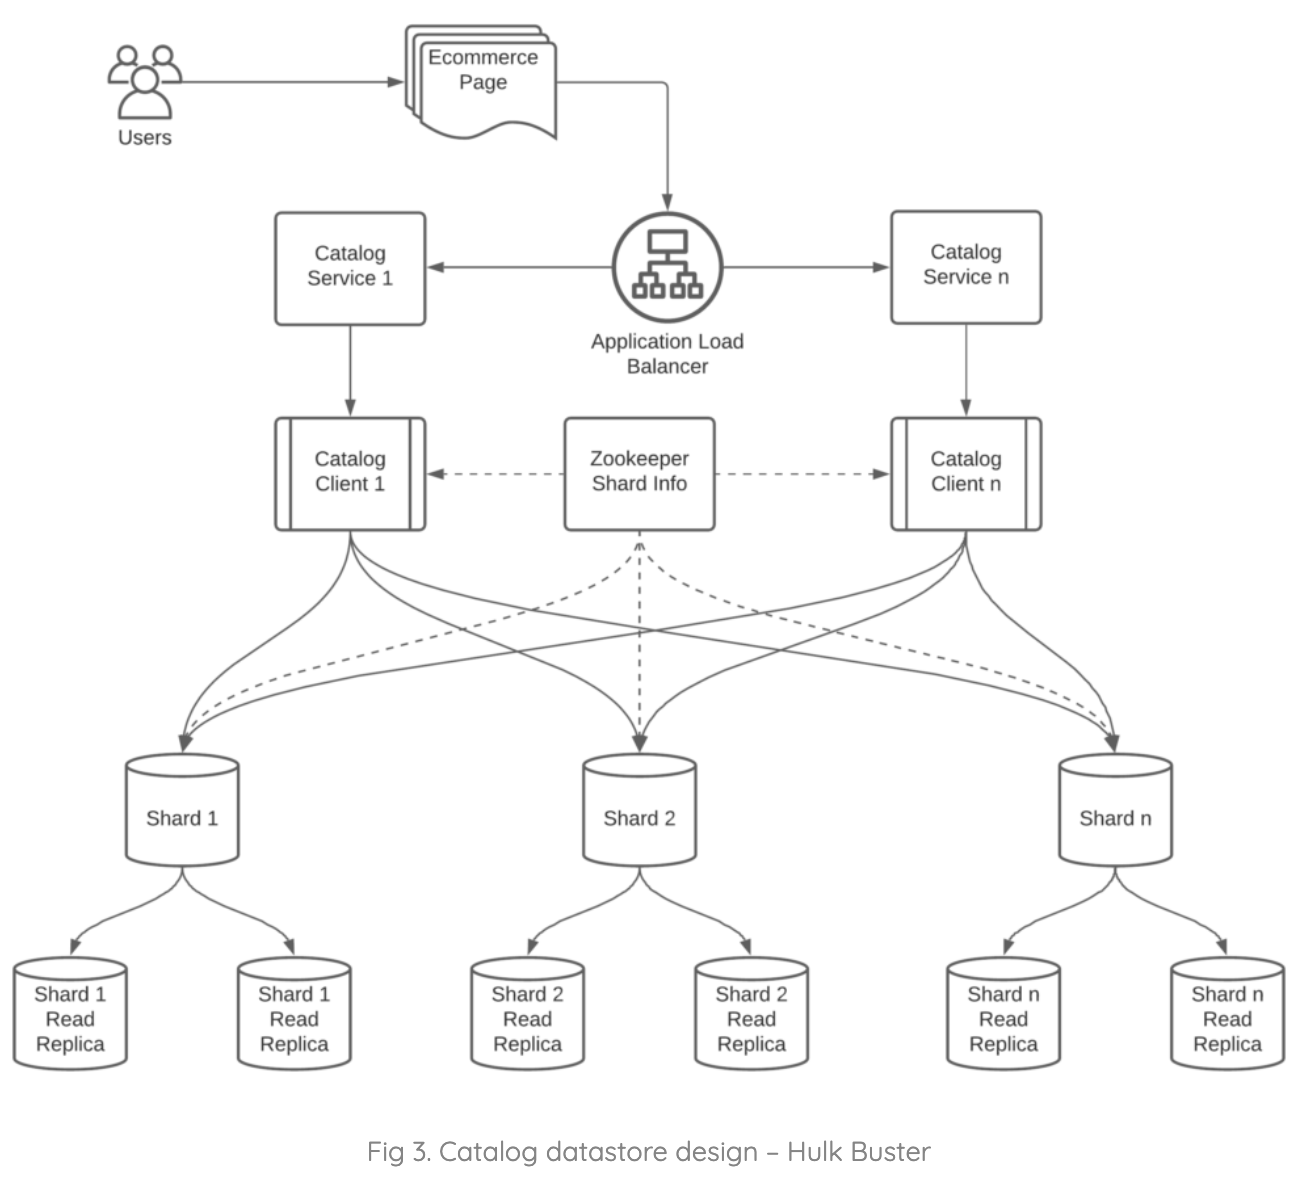 Ecommerce
Page
Users
Catalog
Service 1
Catalog
Service n
Application Load
Balancer
Catalog
Client 1
Zookeeper
Shard Info
Catalog
Client n
Shard 1
Shard 2
Shard n
Shard 1
Read
Replica
Shard 1
Read
Replica
Shard 2
Read
Replica
Shard 2
Read
Replica
Shard n
Read
Replica
Shard n
Read
Replica
Fig 3. Catalog datastore design – Hulk Buster